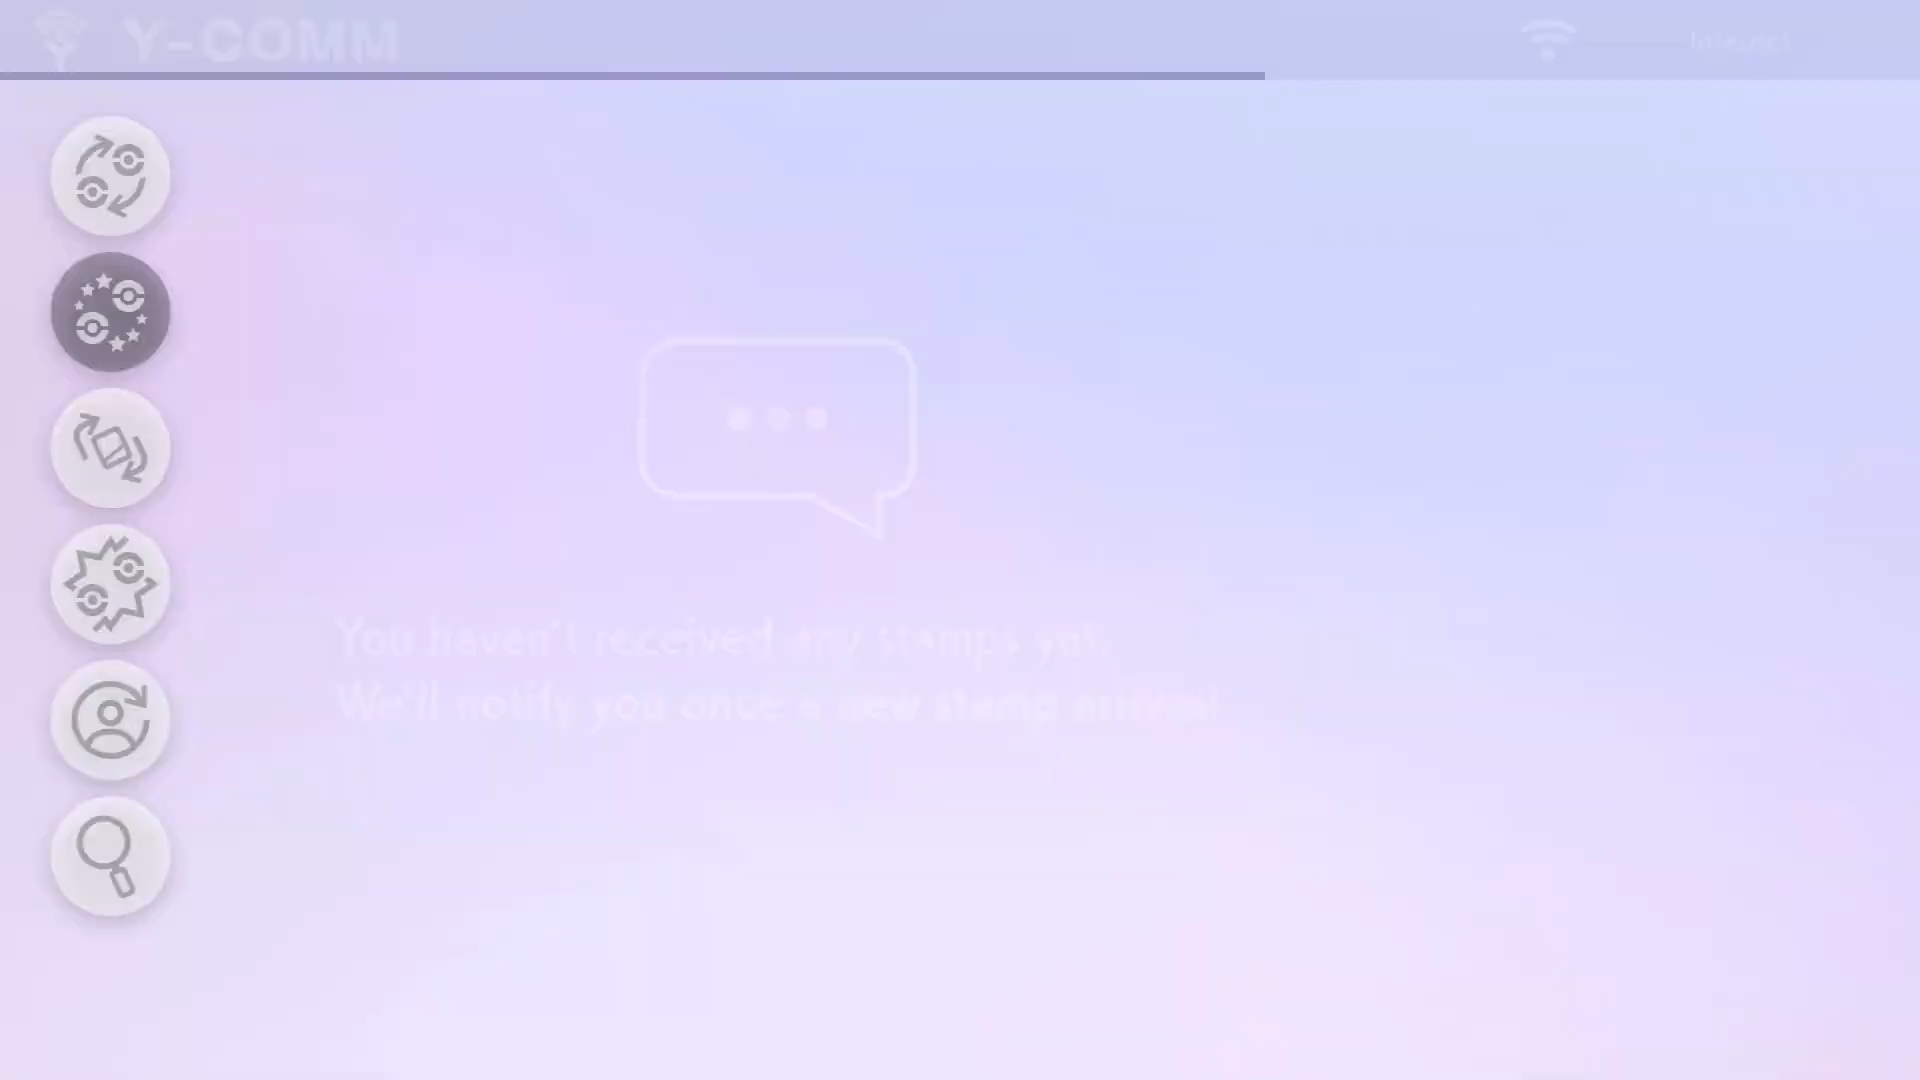 Y-COMM
Internet
You haven't received any stamps yet.
We'll notify you once a new stamp arrives!